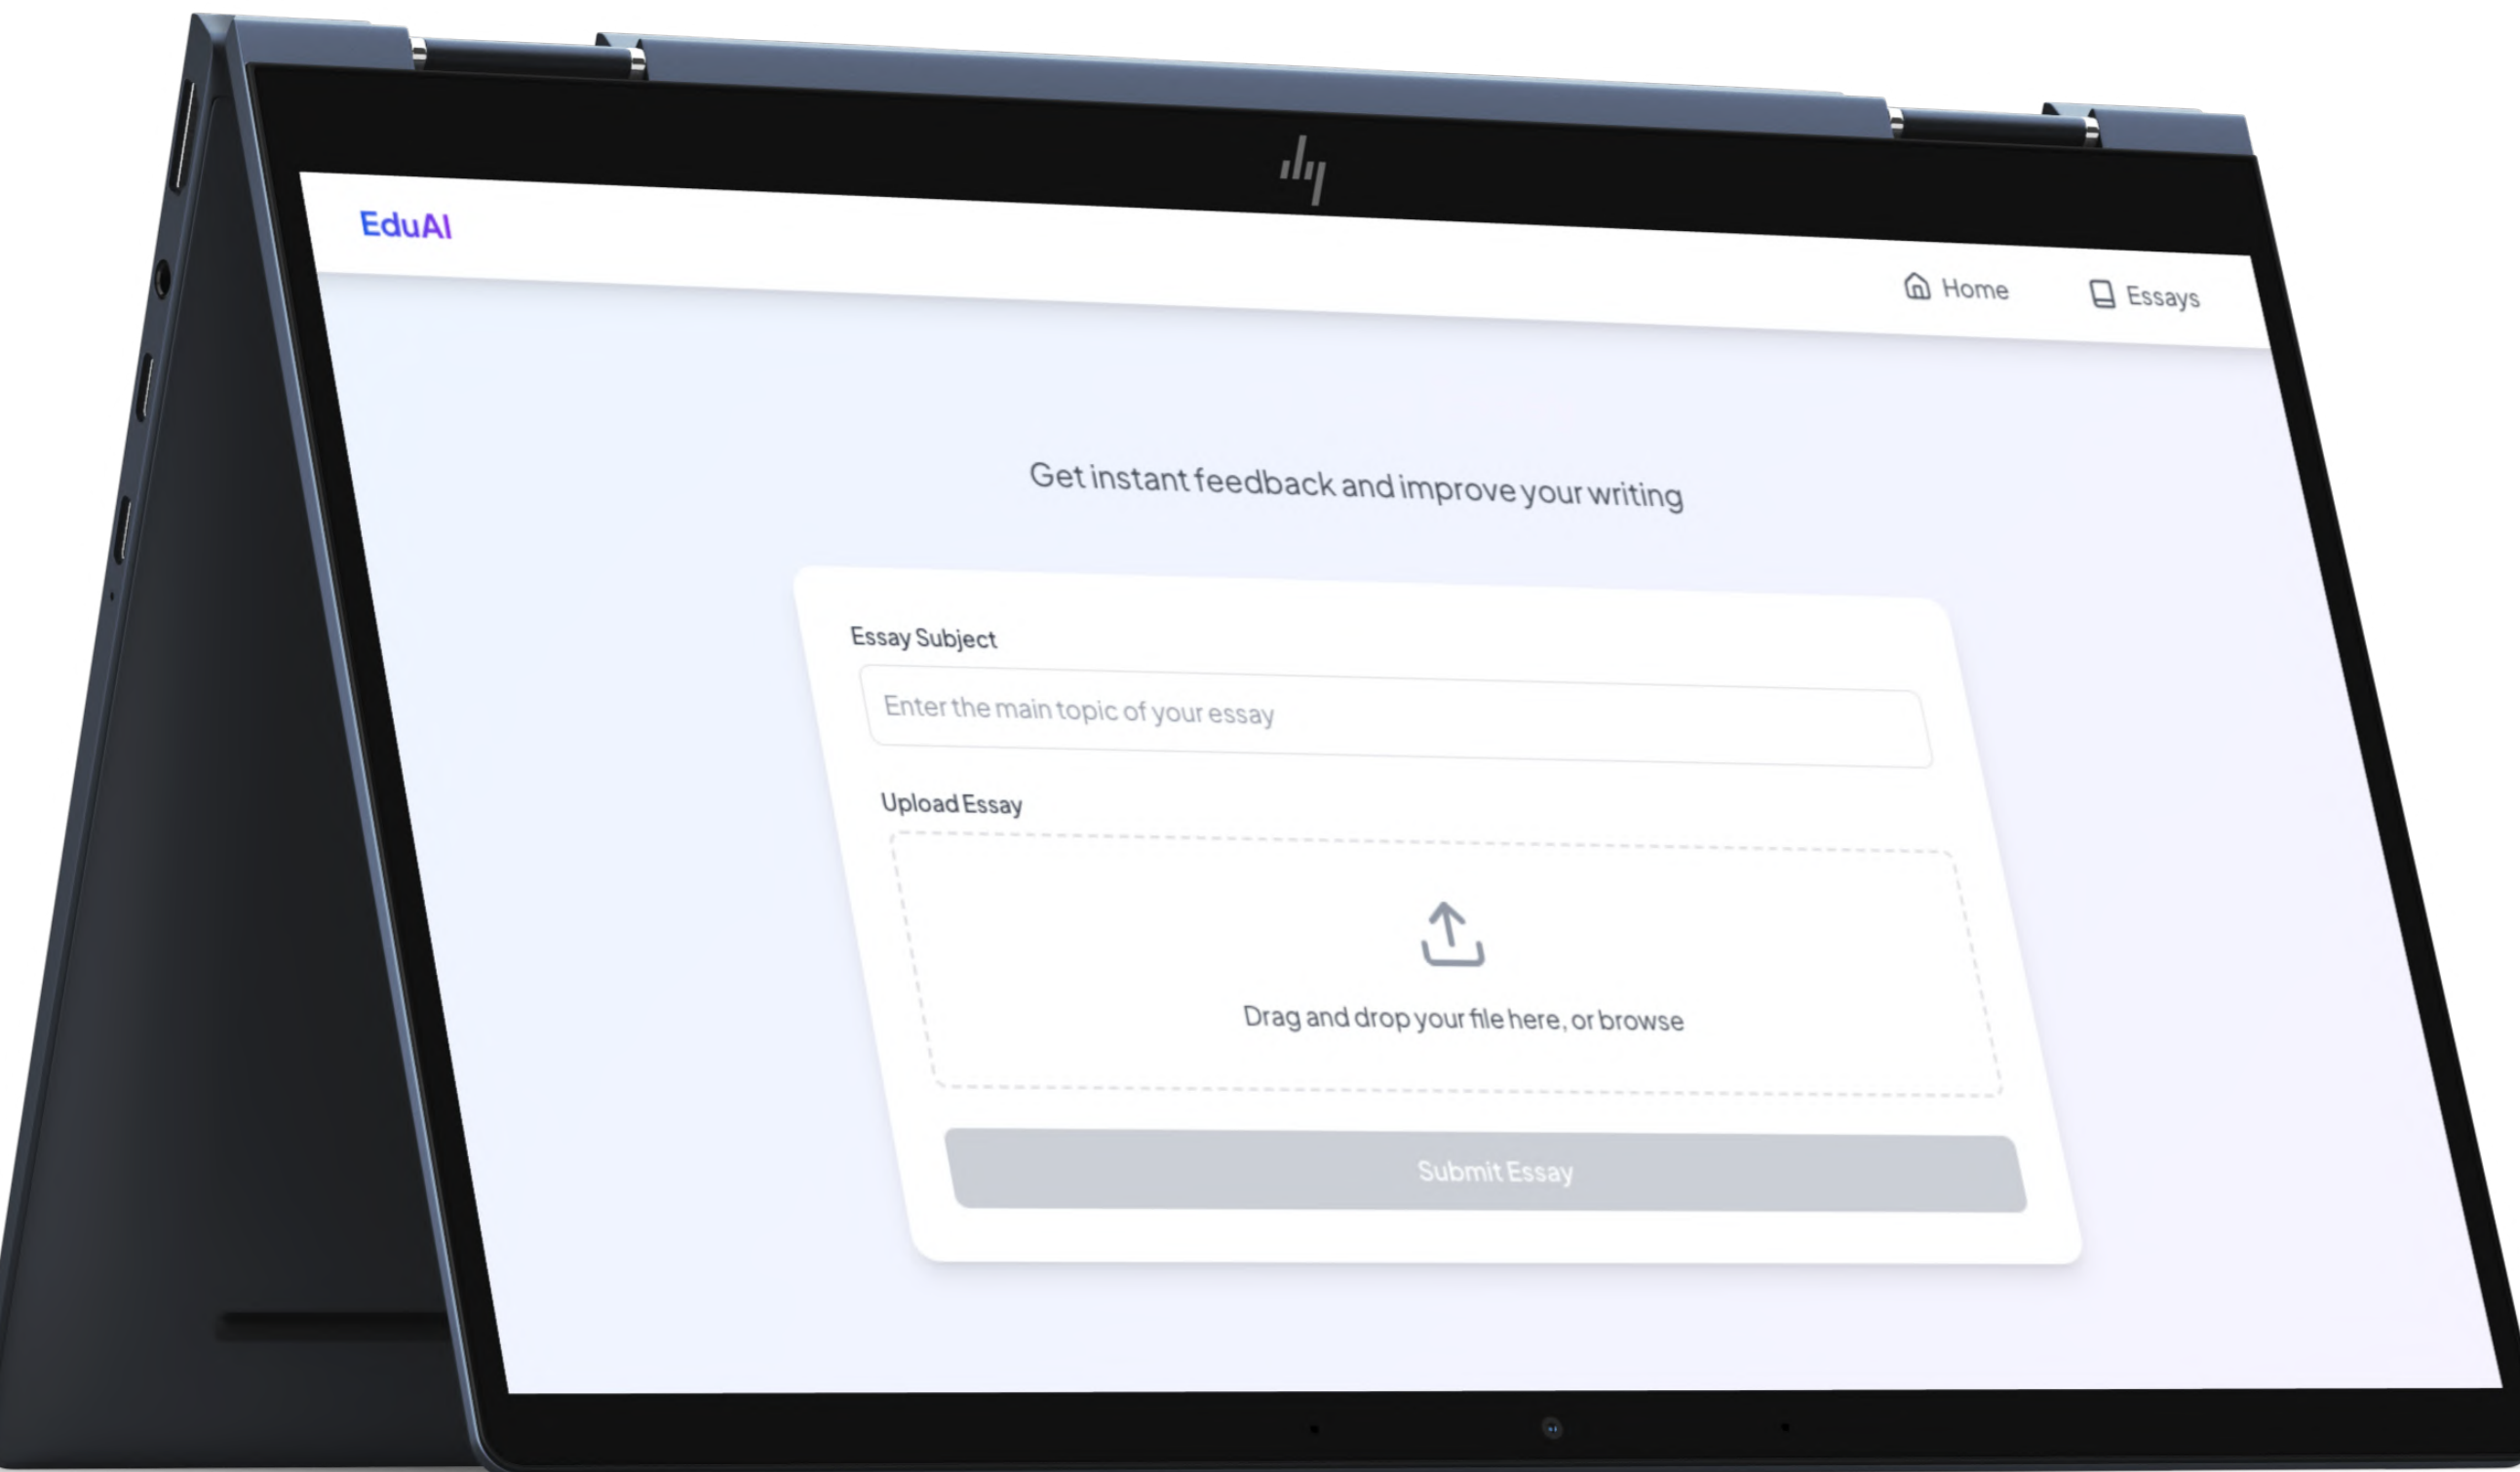 hp
EduAI
Home
Essays
Get instant feedback and improve your writing
Essay Subject
Enter the main topic of your essay
Upload Essay
Drag and drop your file here, or browse
Submit Essay